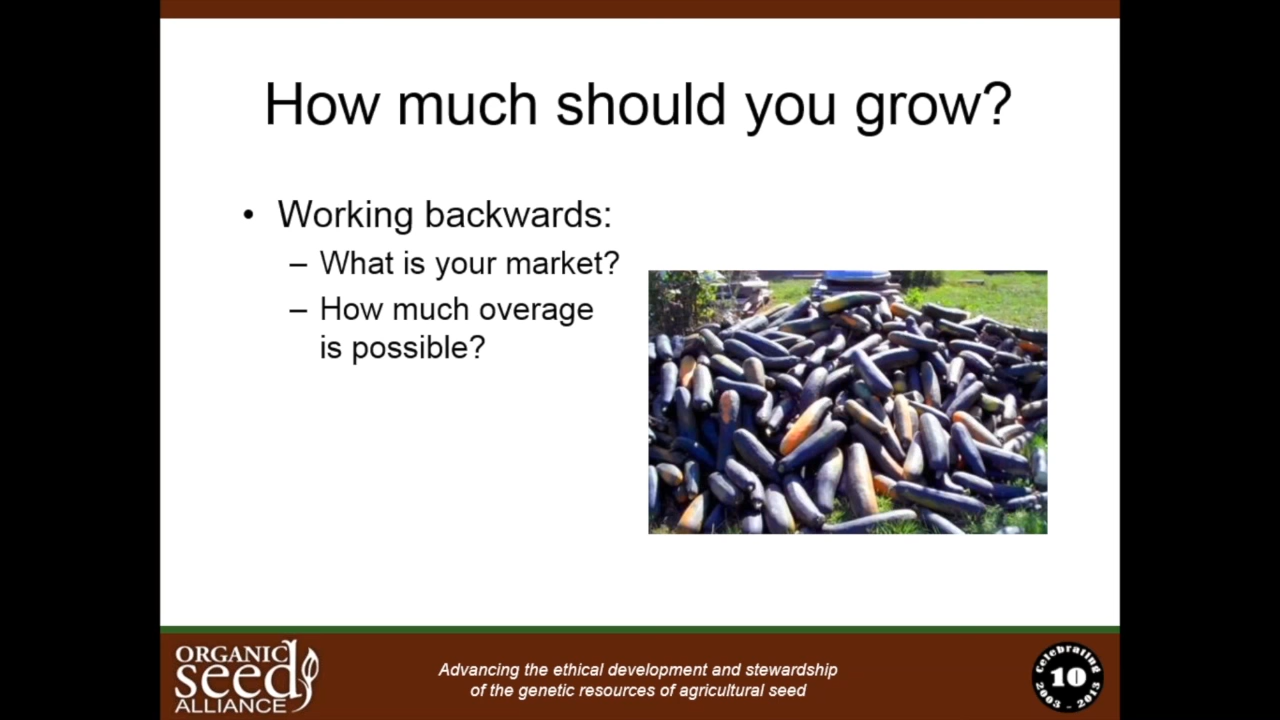 How much should you grow?
• Working backwards:
– What is your market?
– How much overage
is possible?
ORGANIC
seed
ALLIANCE
Advancing the ethical development and stewardship
of the genetic resources of agricultural seed
Celebrating
10
2003 - 2013